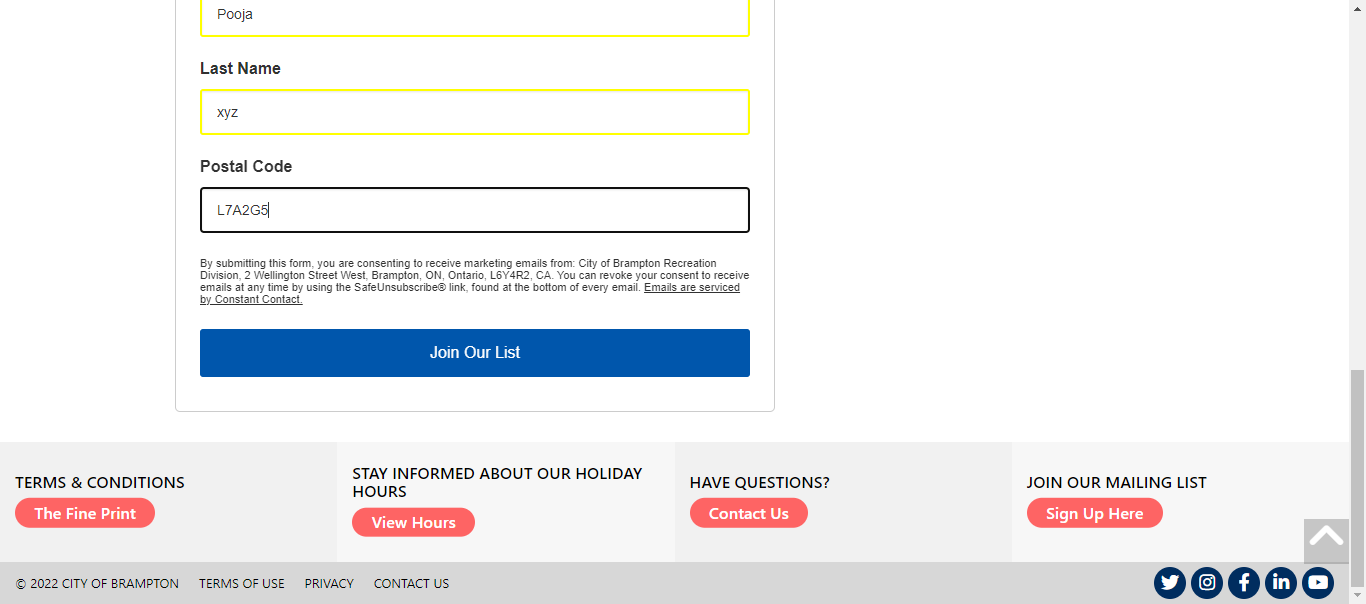 Pooja
Last Name
xyz
Postal Code
L7A2G5
By submitting this form, you are consenting to receive marketing emails from: City of Brampton Recreation
Division, 2 Wellington Street West, Brampton, ON, Ontario, L6Y4R2, CA. You can revoke your consent to receive
emails at any time by using the SafeUnsubscribe® link, found at the bottom of every email. Emails are serviced
by Constant Contact.
Join Our List
TERMS & CONDITIONS
The Fine Print
STAY INFORMED ABOUT OUR HOLIDAY
HOURS
View Hours
HAVE QUESTIONS?
Contact Us
JOIN OUR MAILING LIST
Sign Up Here
© 2022 CITY OF BRAMPTON TERMS OF USE PRIVACY CONTACT US